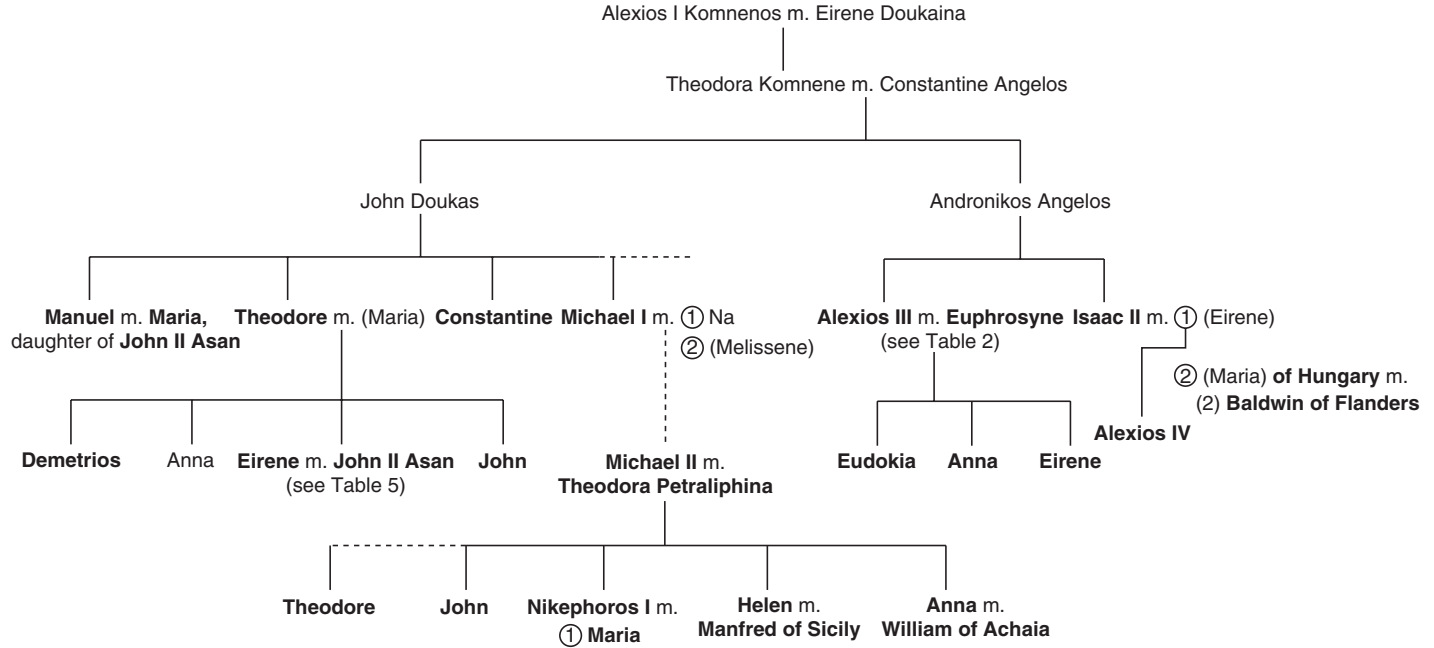 Alexios I Komnenos m. Eirene Doukaina
Theodora Komnene m. Constantine Angelos
John Doukas
Andronikos Angelos
Manuel m. Maria,
daughter of John II Asan
Theodore m. (Maria)
Constantine
Michael I m. ① Na
② (Melissene)
Alexios III m. Euphrosyne
(see Table 2)
Isaac II m. ① (Eirene)
② (Maria) of Hungary m.
(2) Baldwin of Flanders
Alexios IV
Demetrios
Anna
Eirene m. John II Asan
(see Table 5)
John
Michael II m.
Theodora Petraliphina
Eudokia
Anna
Eirene
Theodore
John
Nikephoros I m.
① Maria
Helen m.
Manfred of Sicily
Anna m.
William of Achaia